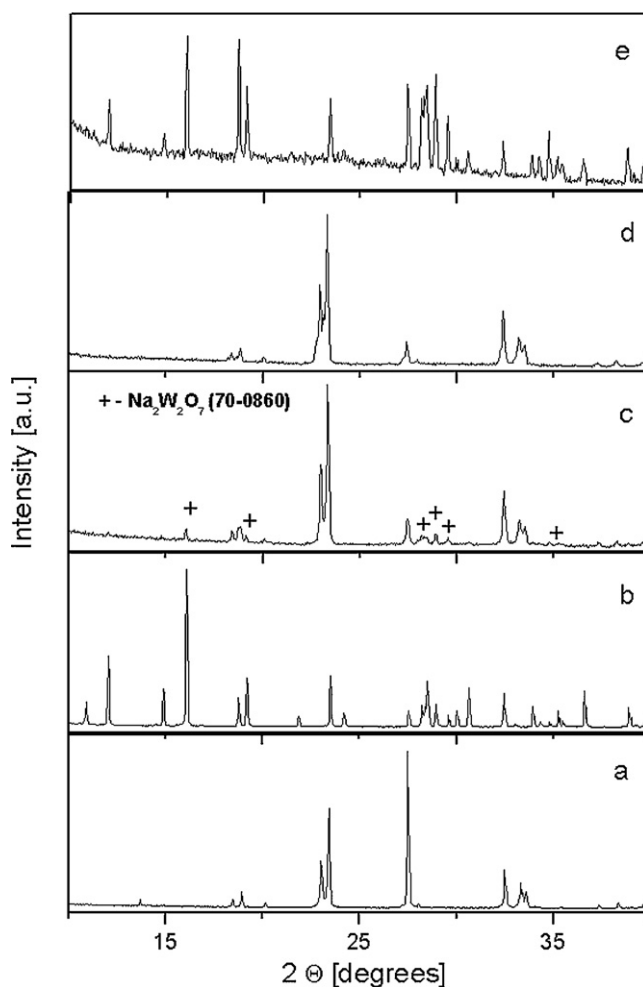 e
d
+ - Na₂W₂O₇ (70-0860)
c
+ + + + + +
b
a
15 25 35
2 Θ [degrees]
Intensity [a.u.]